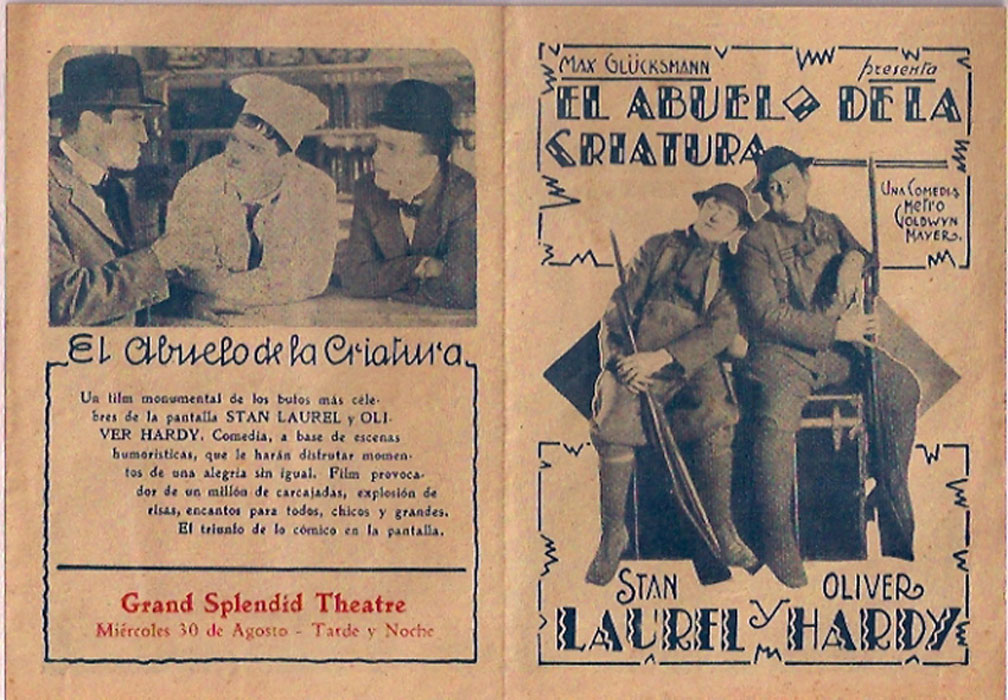 El Abuelo de la Criatura
Un film monumental de los bufos más céle-
bres de la pantalla STAN LAUREL y OLI-
VER HARDY. Comedia, a base de escenas
humorísticas, que le harán disfrutar momen-
tos de una alegría sin igual. Film provoca-
dor de un millón de carcajadas, explosión de
risas, encantos para todos, chicos y grandes.
El triunfo de lo cómico en la pantalla.
Grand Splendid Theatre
Miércoles 30 de Agosto - Tarde y Noche
MAX GLÜCKSMANN presenta
EL ABUELO DE LA
CRIATURA
UNA COMEDIA
METRO
GOLDWYN
MAYER.
STAN OLIVER
LAUREL y HARDY